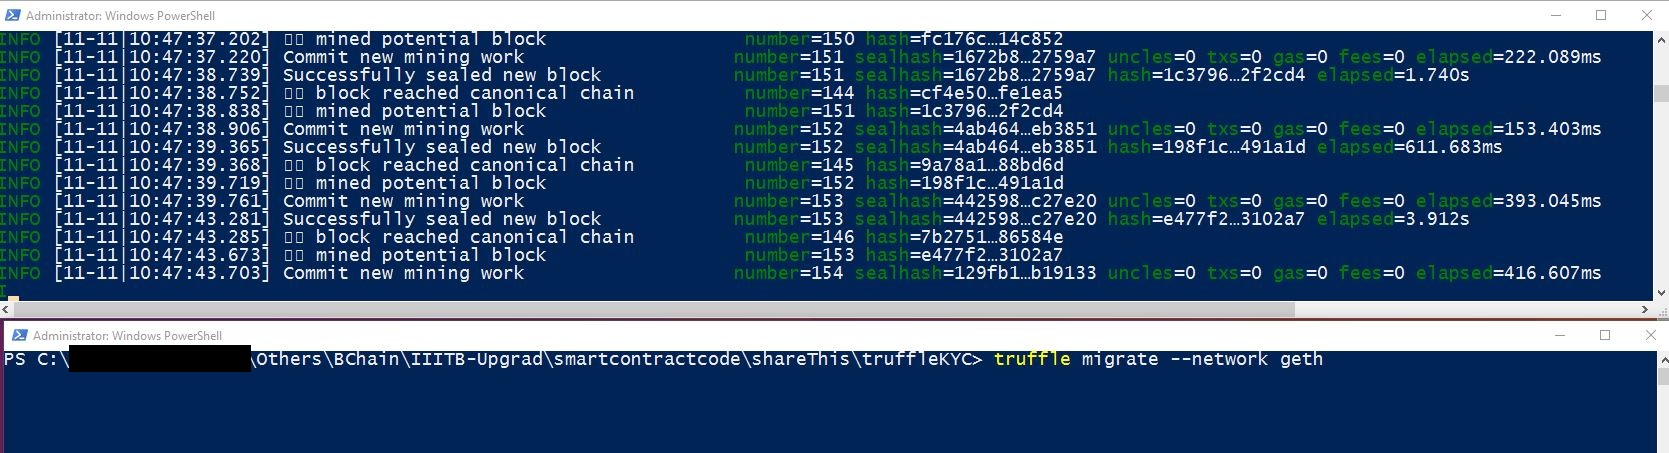 Administrator: Windows PowerShell
INFO [11-11|10:47:37.202] mined potential block number=150 hash=fc176c…14c852
INFO [11-11|10:47:37.220] Commit new mining work number=151 sealhash=1672b8…2759a7 uncles=0 txs=0 gas=0 fees=0 elapsed=222.089ms
INFO [11-11|10:47:38.739] Successfully sealed new block number=151 sealhash=1672b8…2759a7 hash=1c3796…2f2cd4 elapsed=1.740s
INFO [11-11|10:47:38.752] block reached canonical chain number=144 hash=cf4e50…fe1ea5
INFO [11-11|10:47:38.838] mined potential block number=151 hash=1c3796…2f2cd4
INFO [11-11|10:47:38.906] Commit new mining work number=152 sealhash=4ab464…eb3851 uncles=0 txs=0 gas=0 fees=0 elapsed=153.403ms
INFO [11-11|10:47:39.365] Successfully sealed new block number=152 sealhash=4ab464…eb3851 hash=198f1c…491a1d elapsed=611.683ms
INFO [11-11|10:47:39.368] block reached canonical chain number=145 hash=9a78a1…88bd6d
INFO [11-11|10:47:39.719] mined potential block number=152 hash=198f1c…491a1d
INFO [11-11|10:47:39.761] Commit new mining work number=153 sealhash=442598…c27e20 uncles=0 txs=0 gas=0 fees=0 elapsed=393.045ms
INFO [11-11|10:47:43.281] Successfully sealed new block number=153 sealhash=442598…c27e20 hash=e477f2…3102a7 elapsed=3.912s
INFO [11-11|10:47:43.285] block reached canonical chain number=146 hash=7b2751…86584e
INFO [11-11|10:47:43.673] mined potential block number=153 hash=e477f2…3102a7
INFO [11-11|10:47:43.703] Commit new mining work number=154 sealhash=129fb1…b19133 uncles=0 txs=0 gas=0 fees=0 elapsed=416.607ms
I
Administrator: Windows PowerShell
PS C:\ \Others\BChain\IIITB-Upgrad\smartcontractcode\shareThis\truffleKYC> truffle migrate --network geth